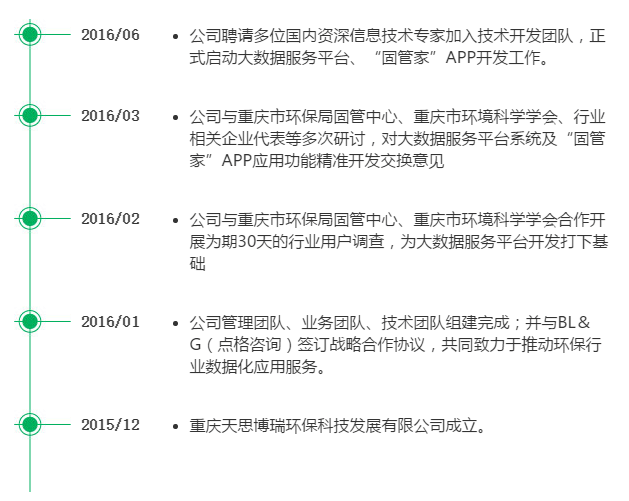 2016/06
公司聘请多位国内资深信息技术专家加入技术开发团队，正
式启动大数据服务平台、“固管家”APP开发工作。
2016/03
公司与重庆市环保局固管中心、重庆市环境科学学会、行业
相关企业代表等多次研讨，对大数据服务平台系统及“固管
家”APP应用功能精准开发交换意见
2016/02
公司与重庆市环保局固管中心、重庆市环境科学学会合作开
展为期30天的行业用户调查，为大数据服务平台开发打下基
础
2016/01
公司管理团队、业务团队、技术团队组建完成；并与BL＆
G（点格咨询）签订战略合作协议，共同致力于推动环保行
业数据化应用服务。
2015/12
重庆天思博瑞环保科技发展有限公司成立。